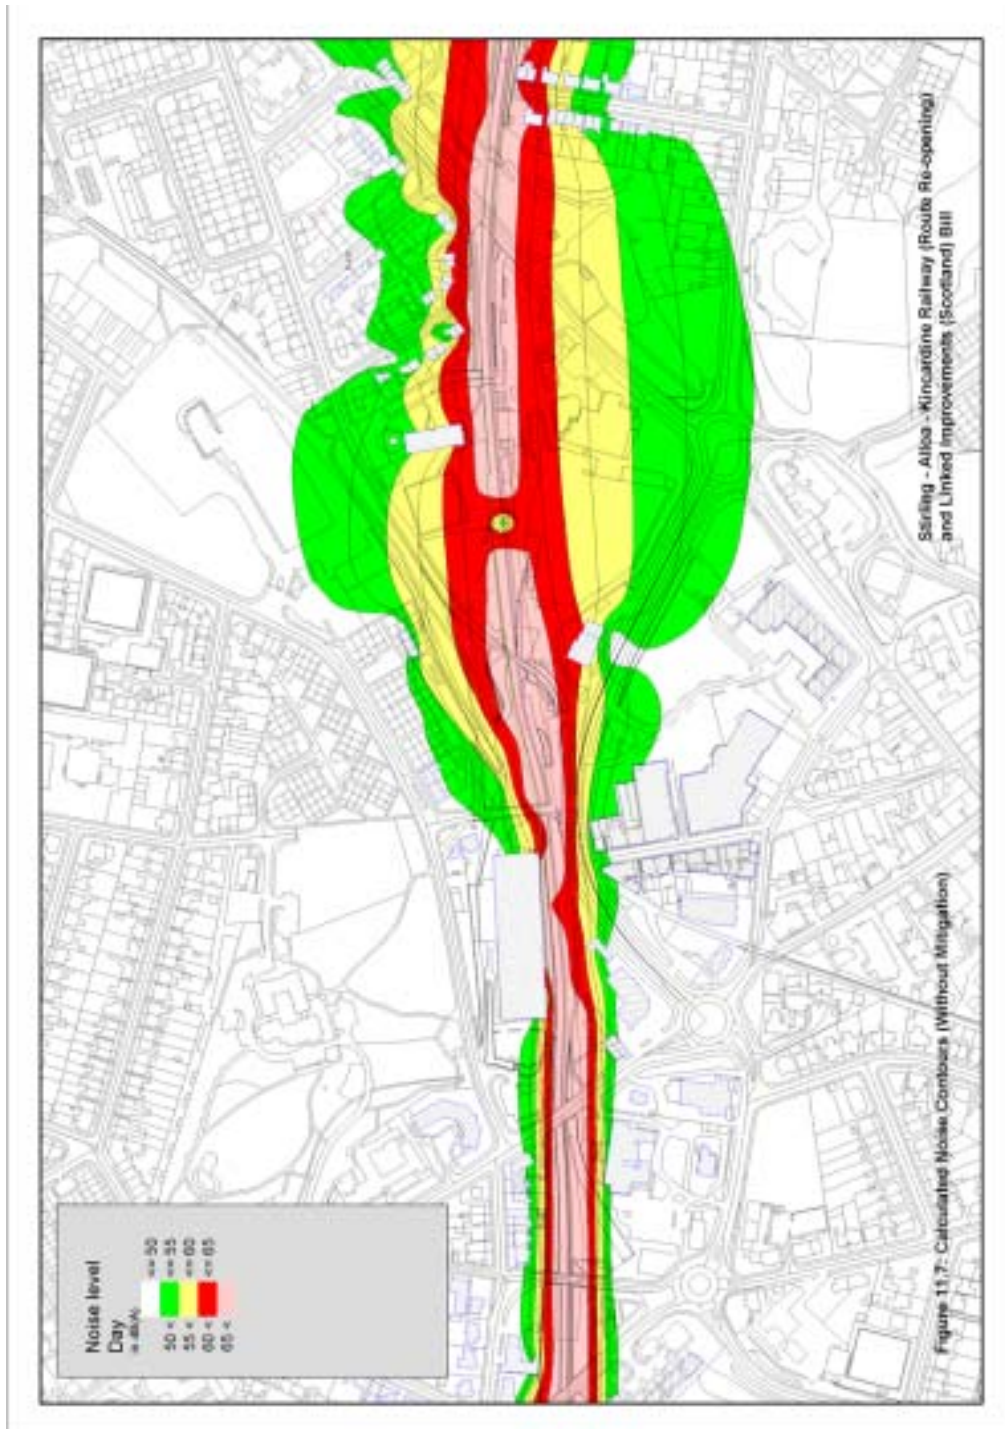 Noise level
Day
in dB(A)
<= 50
50 < <= 55
55 < <= 60
60 < <= 65
65 <
Stirling - Alloa - Kincardine Railway (Route Re-opening)
and Linked Improvements (Scotland) Bill
Figure 11.7: Calculated Noise Contours (Without Mitigation)